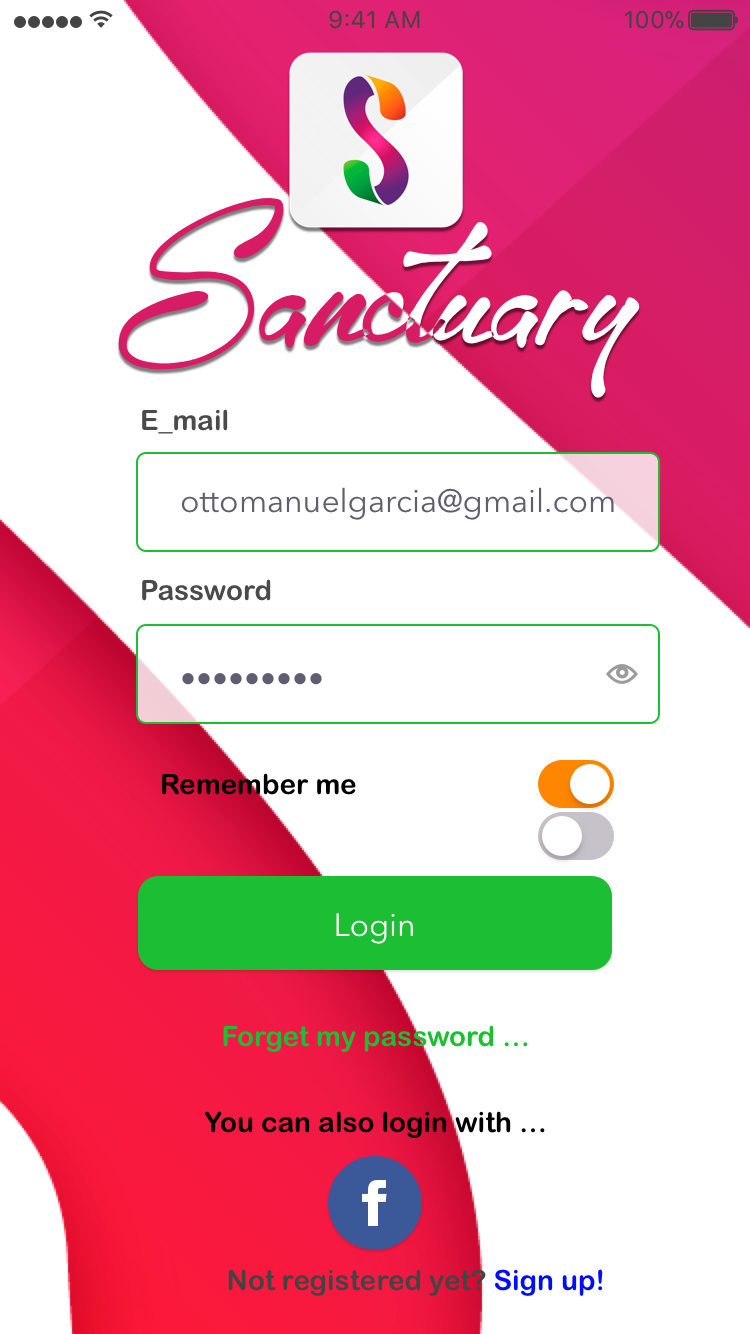 9:41 AM 100%
S
Sanctuary
E_mail
ottomanuelgarcia@gmail.com
Password
•••••••••
Remember me
Login
Forget my password ...
You can also login with ...
f
Not registered yet? Sign up!